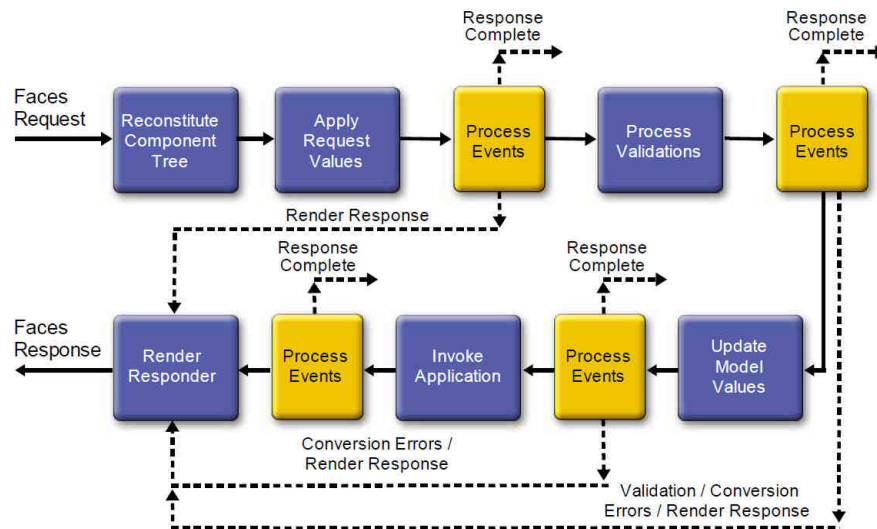 Response
Complete
Response
Complete
Faces
Request
Reconstitute
Component
Tree
Apply
Request
Values
Process
Events
Process
Validations
Process
Events
Render Response
Response
Complete
Response
Complete
Faces
Response
Render
Responder
Process
Events
Invoke
Application
Process
Events
Update
Model
Values
Conversion Errors /
Render Response
Validation / Conversion
Errors / Render Response